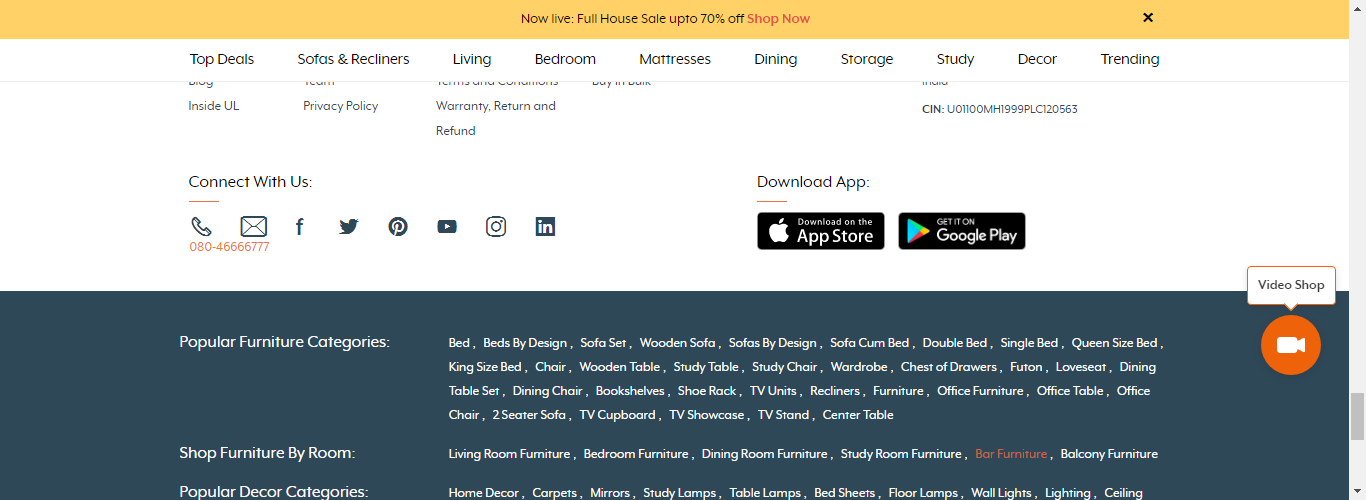 Now live: Full House Sale upto 70% off Shop Now
Top Deals Sofas & Recliners Living Bedroom Mattresses Dining Storage Study Decor Trending
Blog Team Terms and Conditions Buy in Bulk India
Inside UL Privacy Policy Warranty, Return and CIN: U01100MH1999PLC120563
Refund
Connect With Us: Download App:
Download on the GET IT ON
App Store Google Play
080-46666777
Video Shop
Popular Furniture Categories: Bed , Beds By Design , Sofa Set , Wooden Sofa , Sofas By Design , Sofa Cum Bed , Double Bed , Single Bed , Queen Size Bed ,
King Size Bed , Chair , Wooden Table , Study Table , Study Chair , Wardrobe , Chest of Drawers , Futon , Loveseat , Dining
Table Set , Dining Chair , Bookshelves , Shoe Rack , TV Units , Recliners , Furniture , Office Furniture , Office Table , Office
Chair , 2 Seater Sofa , TV Cupboard , TV Showcase , TV Stand , Center Table
Shop Furniture By Room: Living Room Furniture , Bedroom Furniture , Dining Room Furniture , Study Room Furniture , Bar Furniture , Balcony Furniture
Popular Decor Categories: Home Decor , Carpets , Mirrors , Study Lamps , Table Lamps , Bed Sheets , Floor Lamps , Wall Lights , Lighting , Ceiling